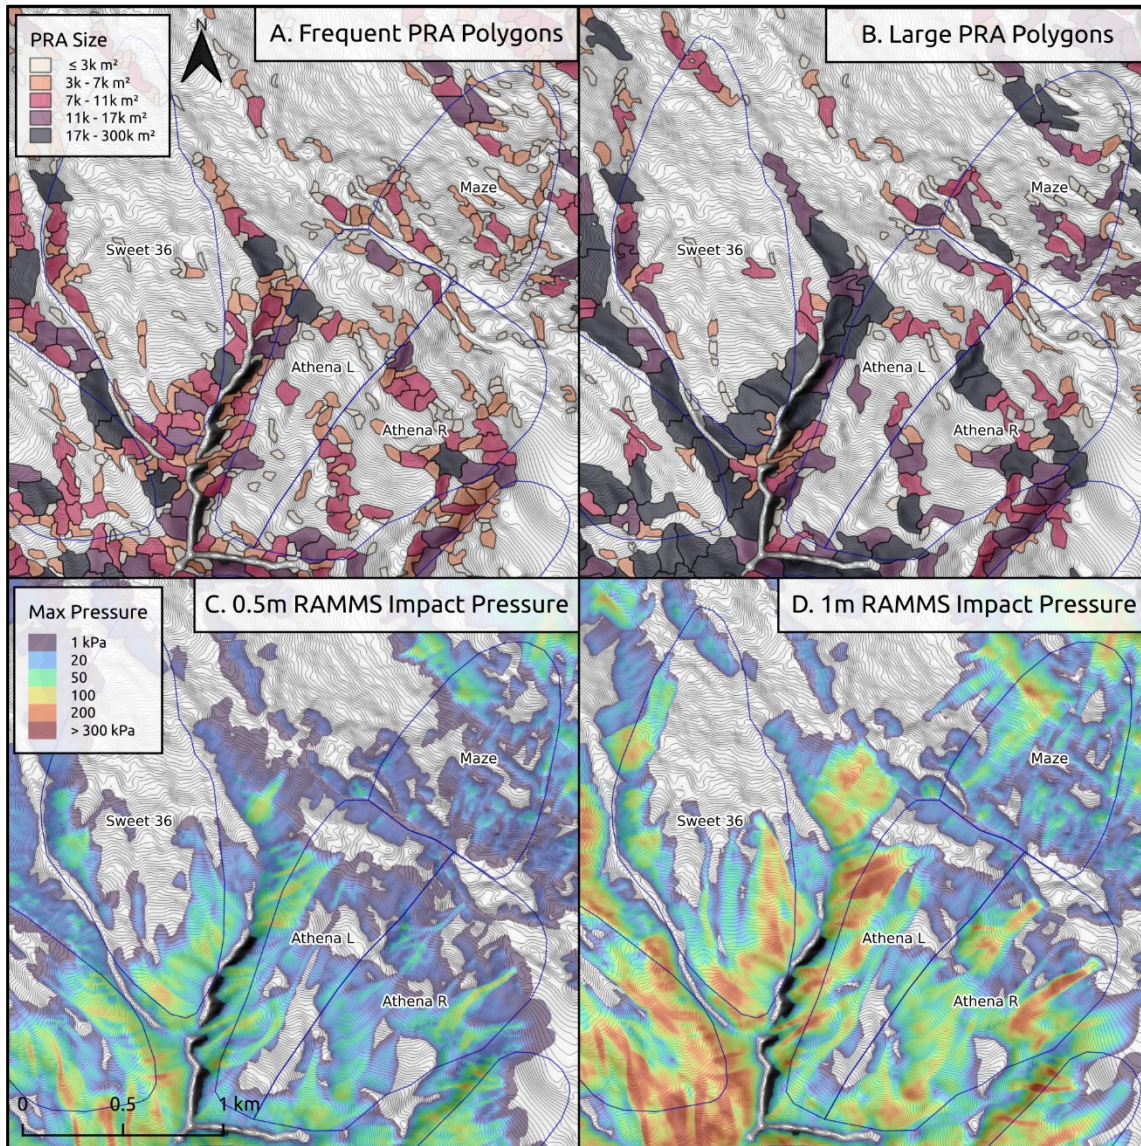 A. Frequent PRA Polygons
B. Large PRA Polygons
PRA Size
≤ 3k m²
3k - 7k m²
7k - 11k m²
11k - 17k m²
17k - 300k m²
N
Maze
Sweet 36
Athena L
Athena R
Maze
Sweet 36
Athena L
Athena R
C. 0.5m RAMMS Impact Pressure
D. 1m RAMMS Impact Pressure
Max Pressure
1 kPa
20
50
100
200
> 300 kPa
Maze
Sweet 36
Athena L
Athena R
0 0.5 1 km
Maze
Sweet 36
Athena L
Athena R